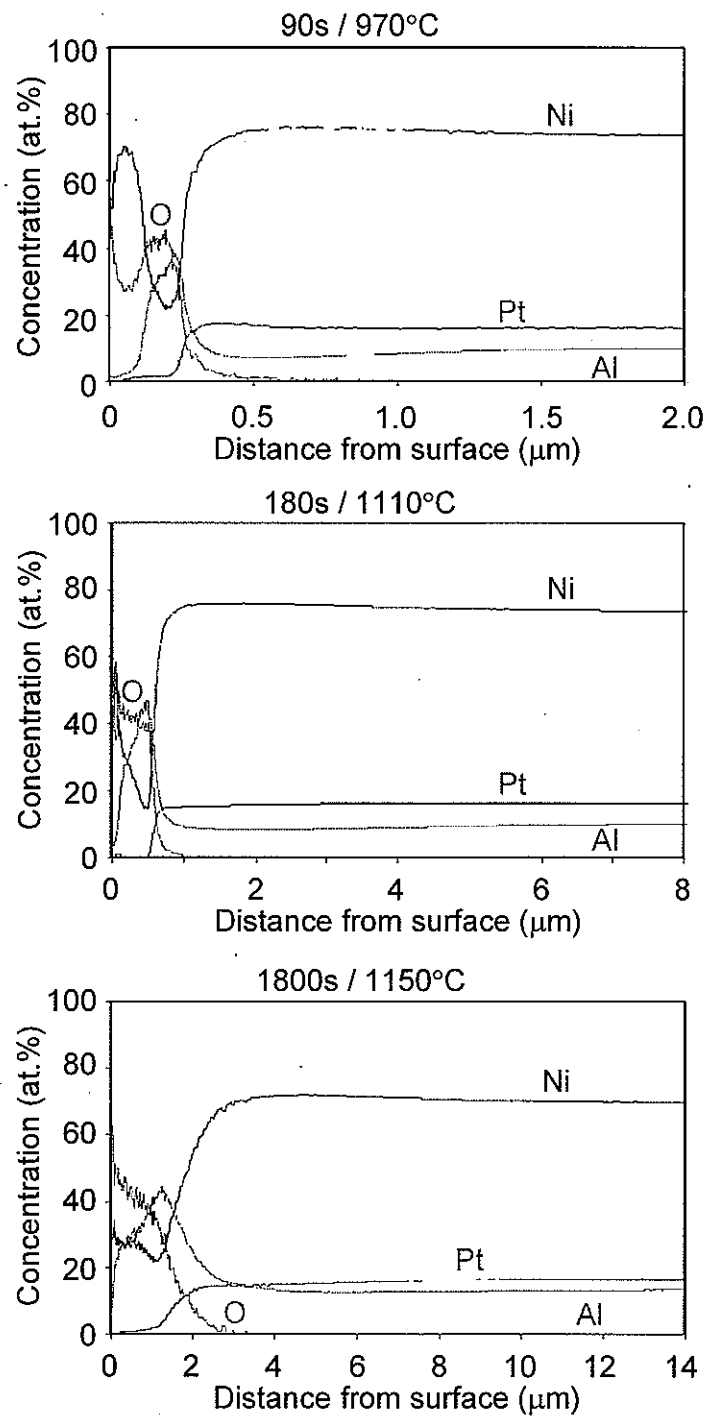 90s / 970°C
100
80
60
40
20
0
Concentration (at.%)
Ni
O
Pt
Al
0 0.5 1.0 1.5 2.0
Distance from surface (μm)
180s / 1110°C
100
80
60
40
20
0
Concentration (at.%)
Ni
O
Pt
Al
0 2 4 6 8
Distance from surface (μm)
1800s / 1150°C
100
80
60
40
20
0
Concentration (at.%)
Ni
Pt
O
Al
0 2 4 6 8 10 12 14
Distance from surface (μm)